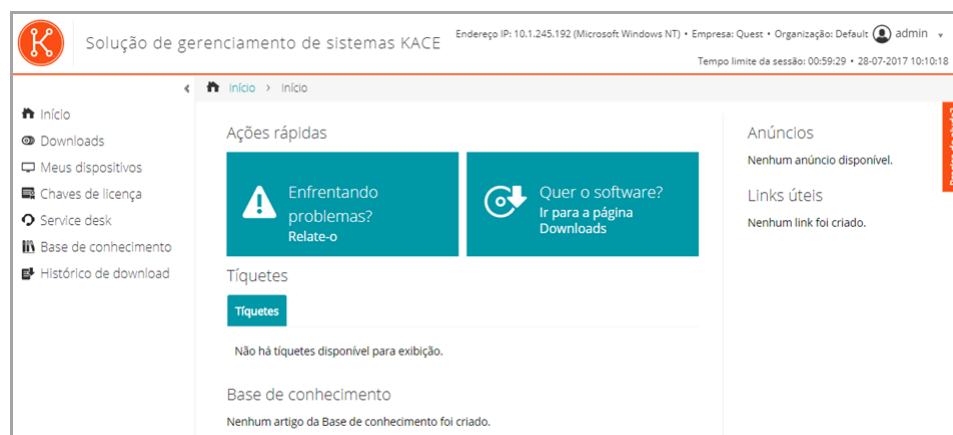 Solução de gerenciamento de sistemas KACE
Endereço IP: 10.1.245.192 (Microsoft Windows NT) • Empresa: Quest • Organização: Default admin
Tempo limite da sessão: 00:59:29 • 28-07-2017 10:10:18
Início > Início
Início
Downloads
Meus dispositivos
Chaves de licença
Service desk
Base de conhecimento
Histórico de download
Ações rápidas
Enfrentando
problemas?
Relate-o
Quer o software?
Ir para a página
Downloads
Tíquetes
Tíquetes
Não há tíquetes disponível para exibição.
Base de conhecimento
Nenhum artigo da Base de conhecimento foi criado.
Anúncios
Nenhum anúncio disponível.
Links úteis
Nenhum link foi criado.